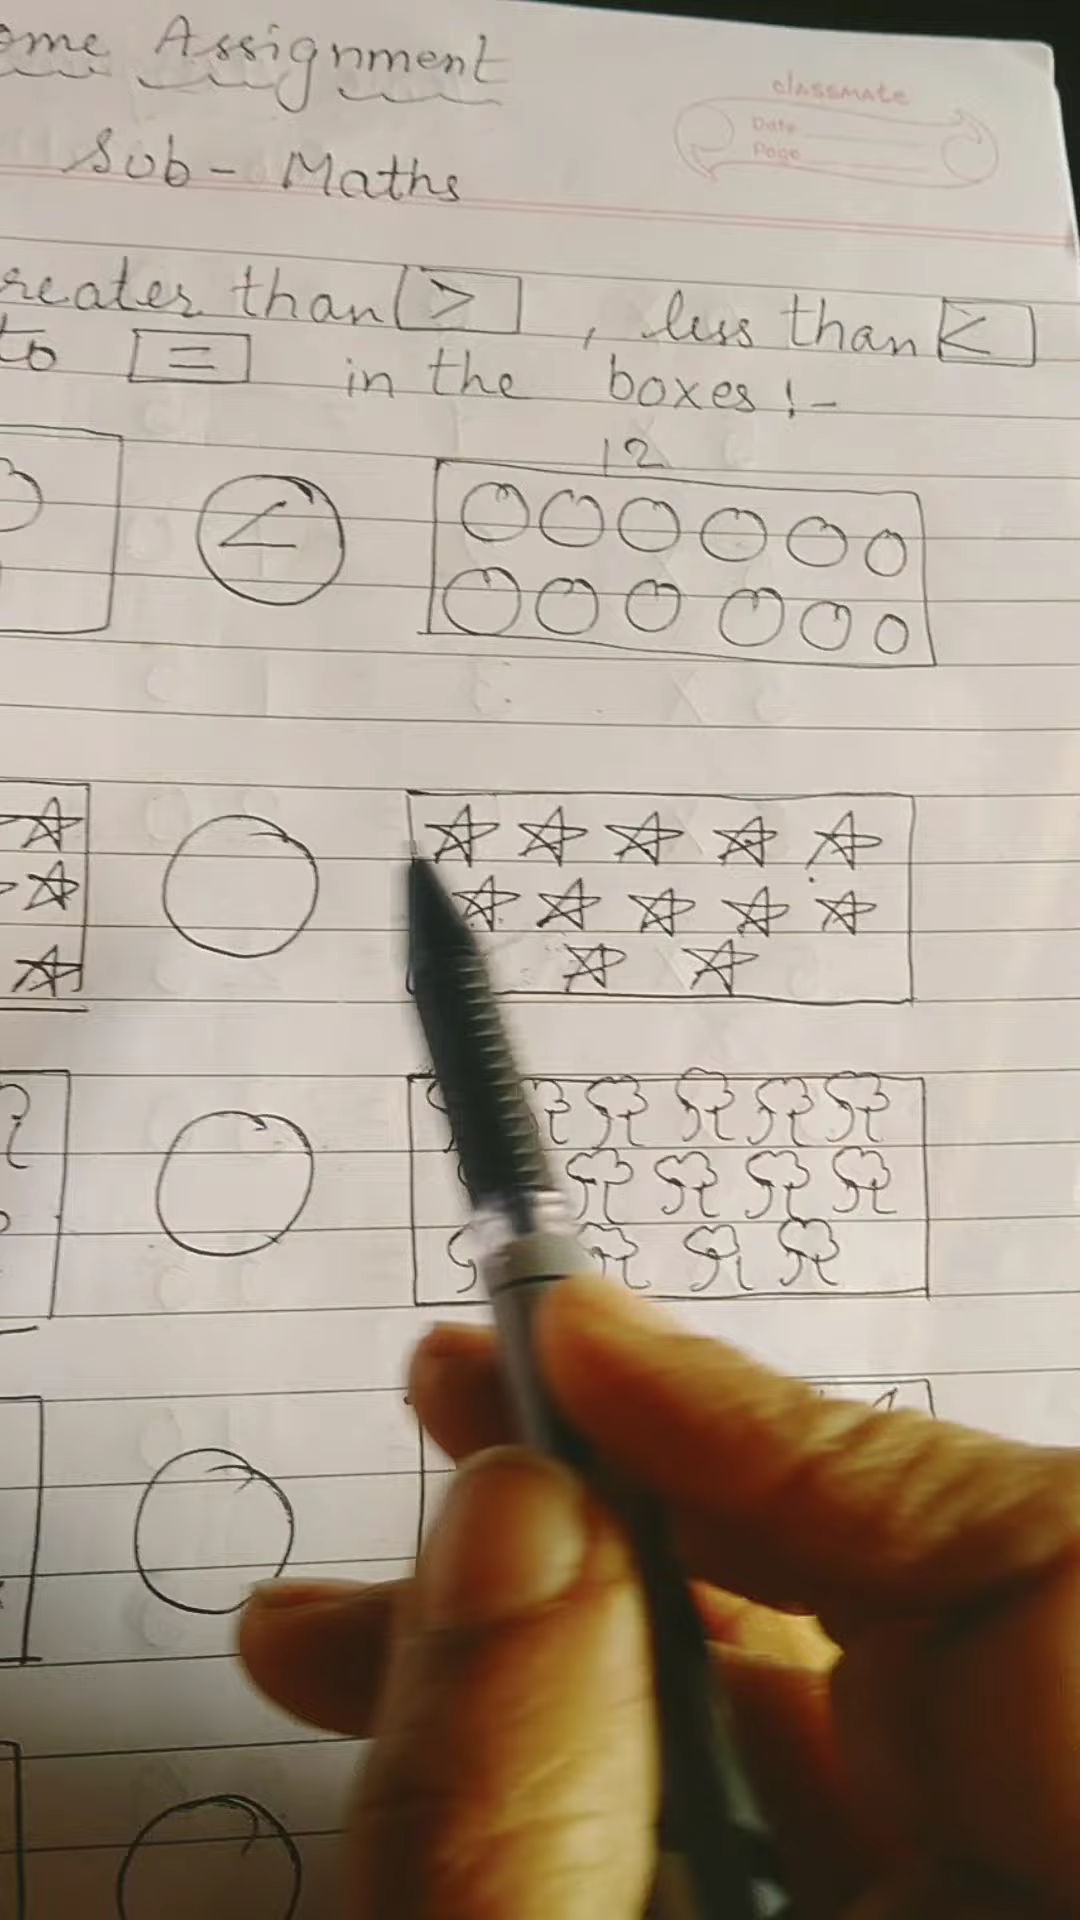 Assignment
classmate
Date
Page
Sub - Maths
than >, less than <
to = in the boxes :-
12
<